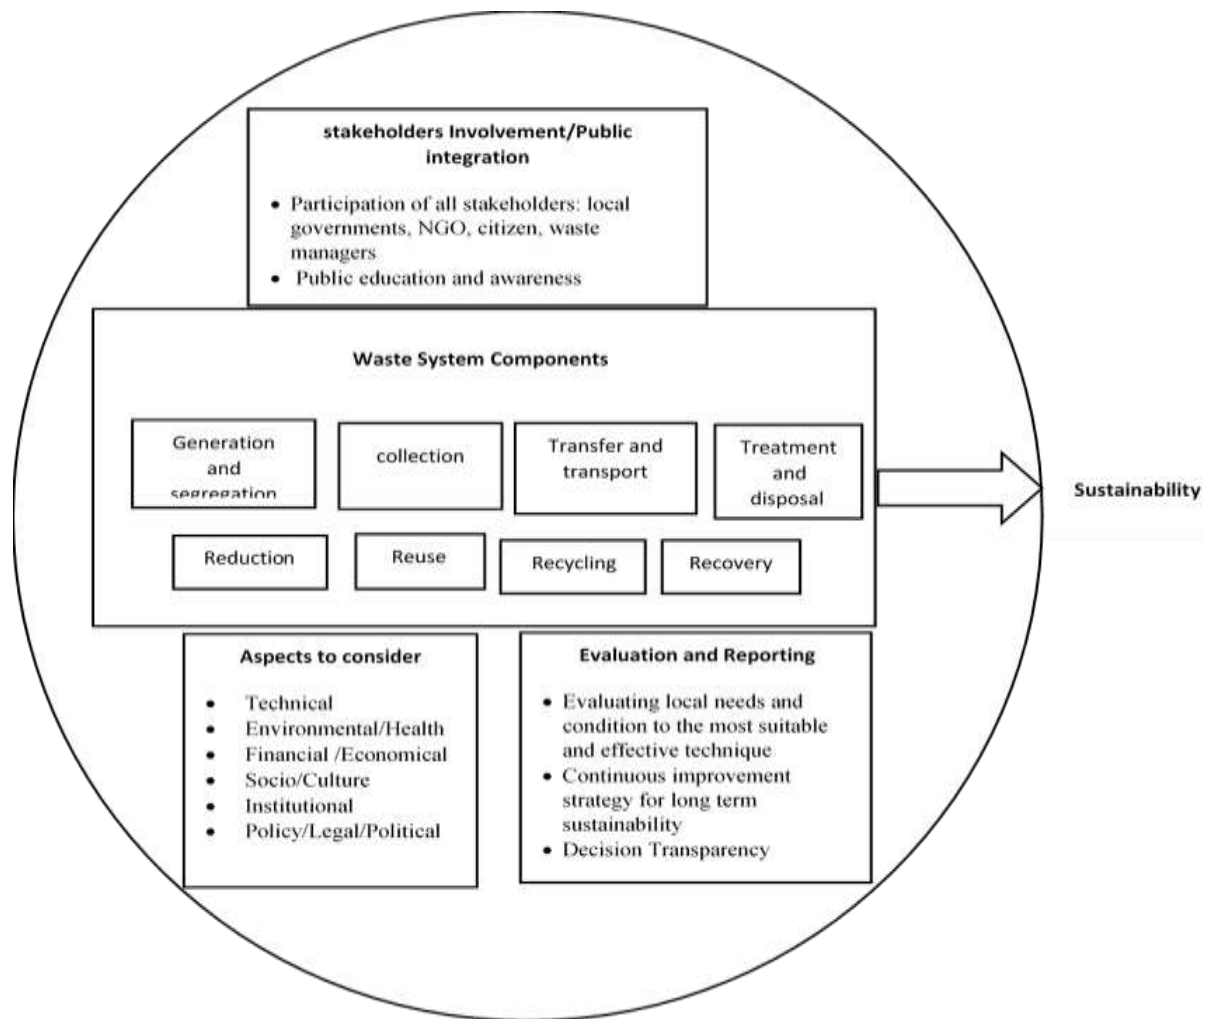 stakeholders Involvement/Public
integration
• Participation of all stakeholders: local
governments, NGO, citizen, waste
managers
• Public education and awareness
Waste System Components
Generation
and
segregation
collection
Transfer and
transport
Treatment
and
disposal
Reduction
Reuse
Recycling
Recovery
Sustainability
Aspects to consider
• Technical
• Environmental/Health
• Financial /Economical
• Socio/Culture
• Institutional
• Policy/Legal/Political
Evaluation and Reporting
• Evaluating local needs and
condition to the most suitable
and effective technique
• Continuous improvement
strategy for long term
sustainability
• Decision Transparency